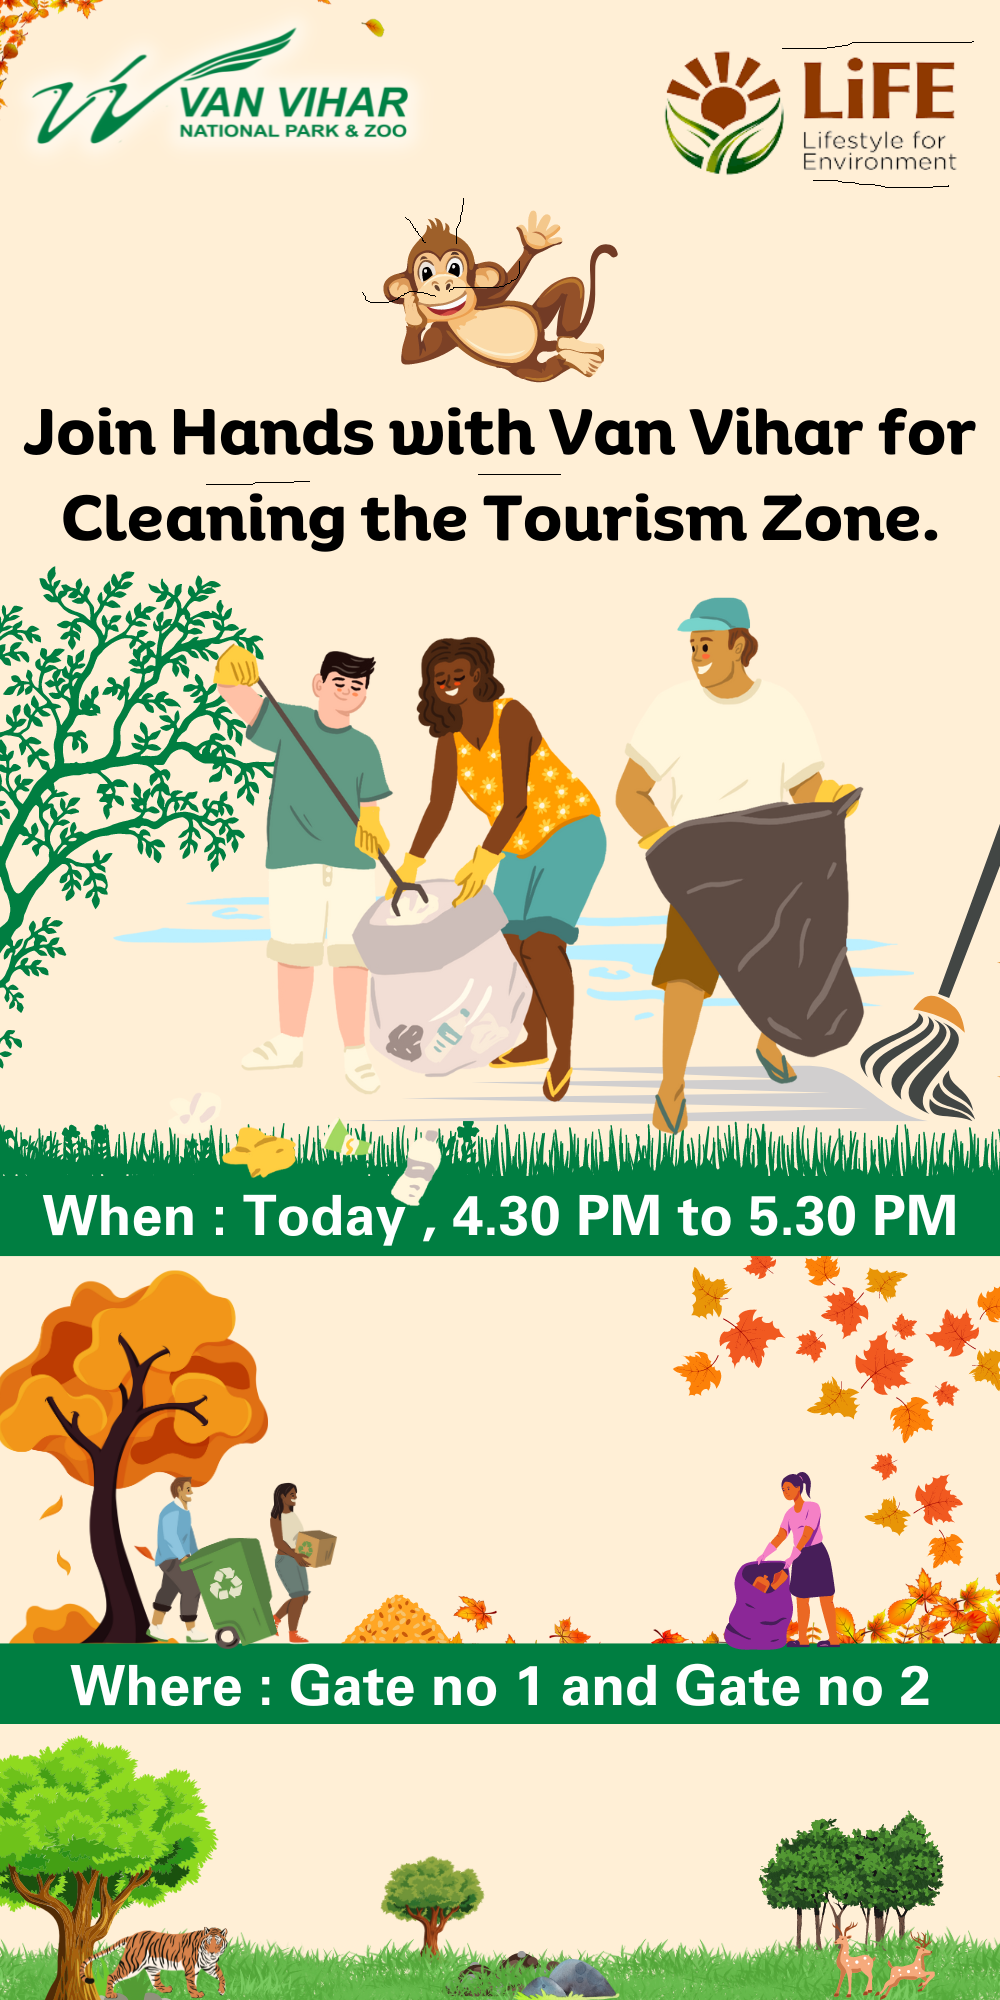 VAN VIHAR
NATIONAL PARK & ZOO
LiFE
Lifestyle for
Environment
Join Hands with Van Vihar for
Cleaning the Tourism Zone.
When : Today , 4.30 PM to 5.30 PM
Where : Gate no 1 and Gate no 2